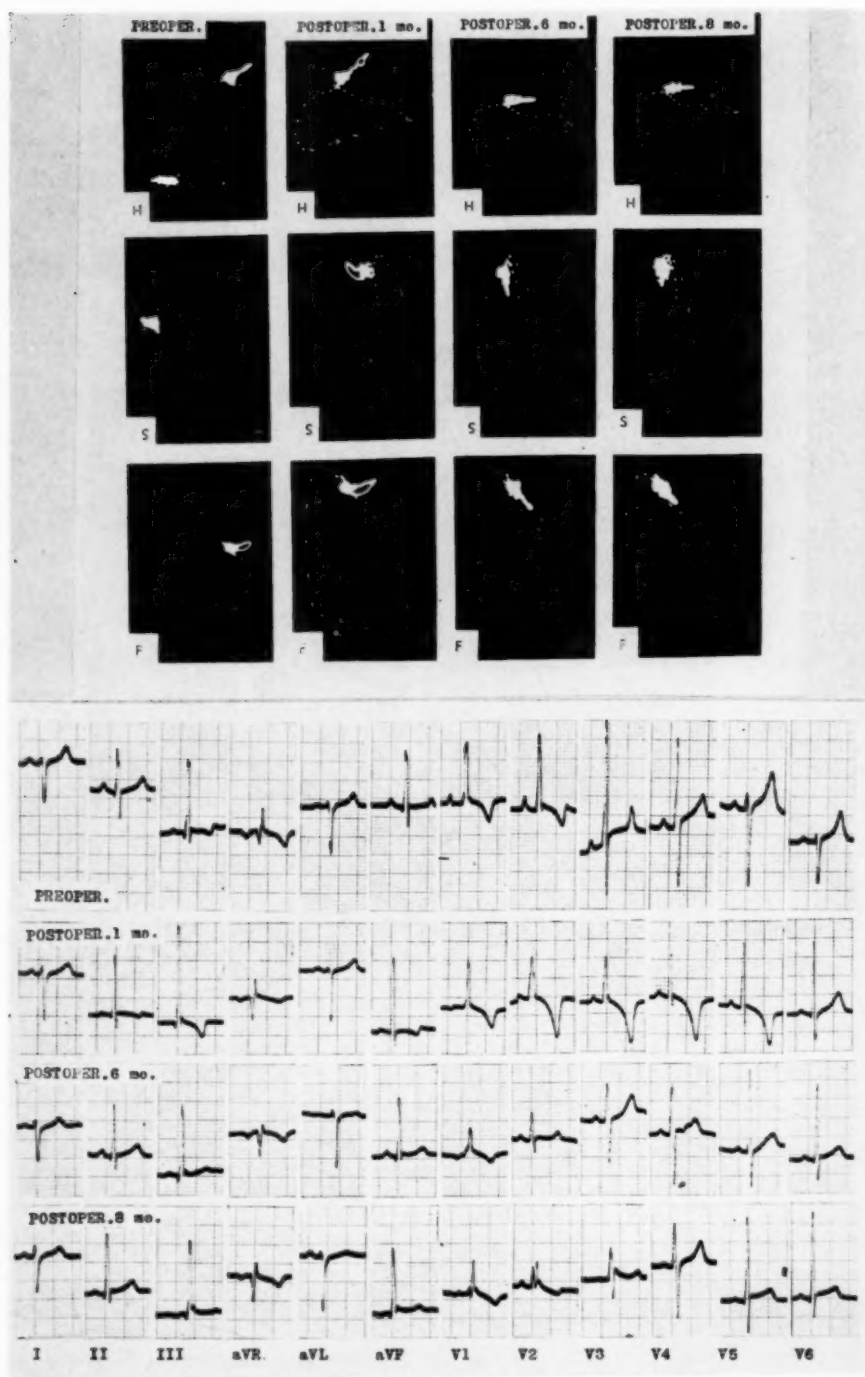 PREOPER. POSTOPER.1 mo. POSTOPER.6 mo. POSTOPER.8 mo.
H H H H
S S S S
F F F
PREOPER.
POSTOPER.1 mo.
POSTOPER.6 mo.
POSTOPER.8 mo.
I II III aVR. aVL aVF V1 V2 V3 V4 V5 V6